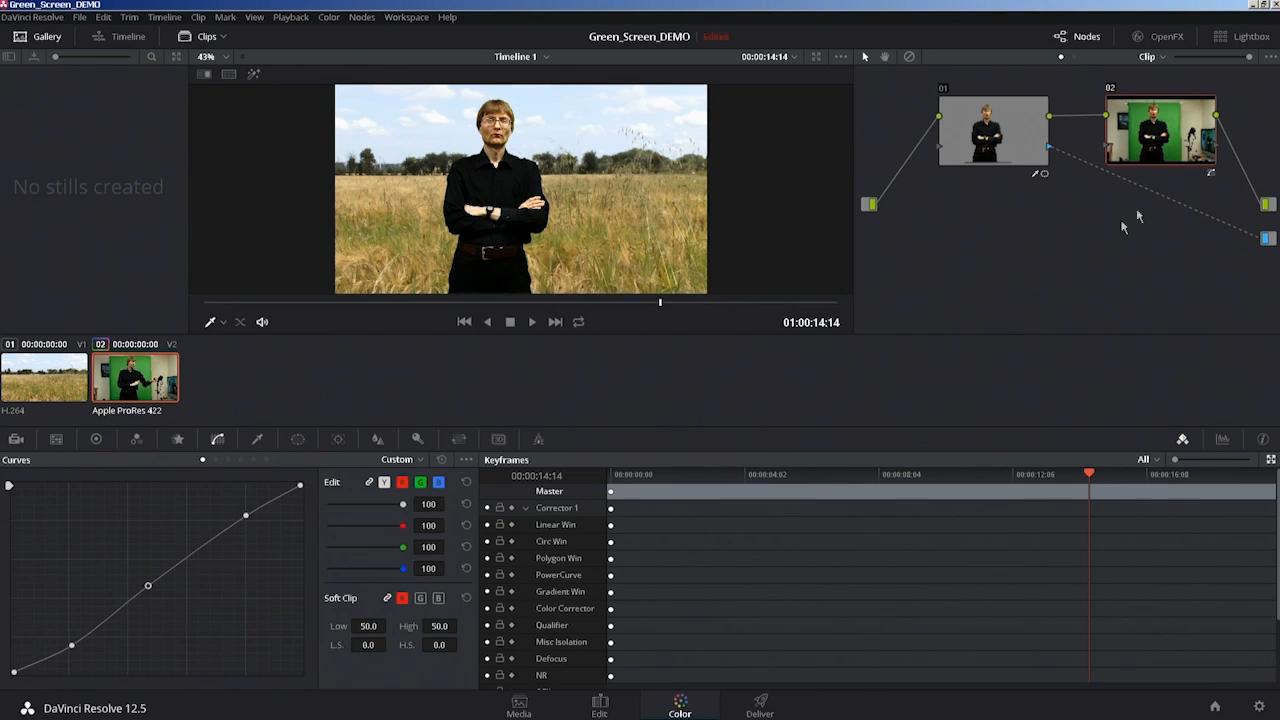 Green_Screen_DEMO
DaVinci Resolve File Edit Trim Timeline Clip Mark View Playback Color Nodes Workspace Help
Gallery Timeline Clips Green_Screen_DEMO Edited Nodes OpenFX Lightbox
43% Timeline 1 00:00:14:14 Clip
01 02
No stills created
01:00:14:14
01 00:00:00:00 V1 02 00:00:00:00 V2
H.264 Apple ProRes 422
Curves Custom Keyframes All
00:00:14:14 00:00:00:00 00:00:04:02 00:00:08:04 00:00:12:06 00:00:16:08
Edit Y R G B
Master
100 Corrector 1
100 Linear Win
Circ Win
100 Polygon Win
100 PowerCurve
Gradient Win
Soft Clip R G B Color Corrector
Low 50.0 High 50.0 Qualifier
L.S. 0.0 H.S. 0.0 Misc Isolation
Defocus
NR
DaVinci Resolve 12.5 Media Edit Color Deliver